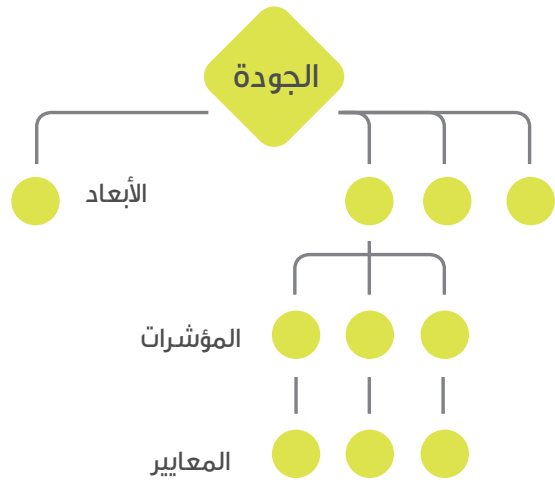 الجودة
الأبعاد
المؤشرات
المعايير